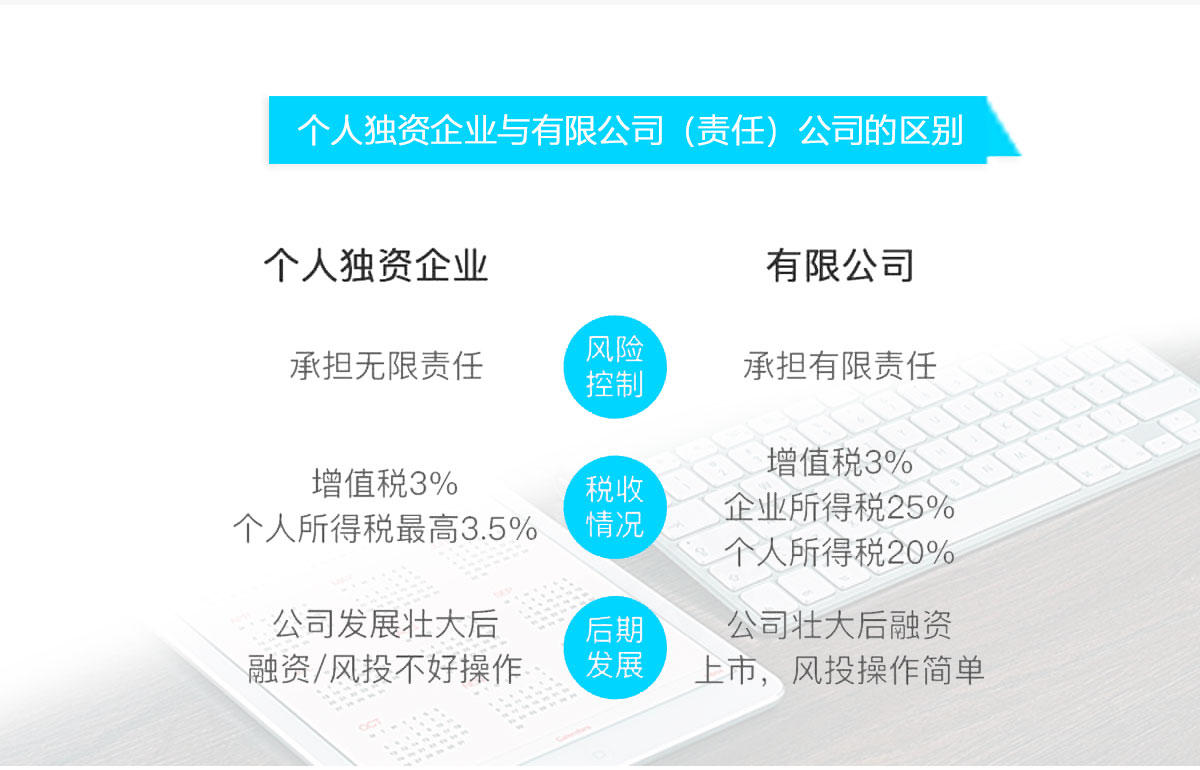 个人独资企业与有限公司（责任）公司的区别
个人独资企业
有限公司
承担无限责任
风险
控制
承担有限责任
增值税3%
个人所得税最高3.5%
税收
情况
增值税3%
企业所得税25%
个人所得税20%
公司发展壮大后
融资/风投不好操作
后期
发展
公司壮大后融资
上市，风投操作简单
OCT